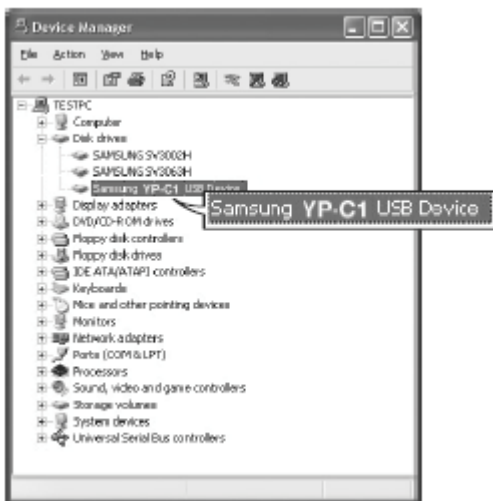 Device Manager
File Action View Help
TESTPC
Computer
Disk drives
SAMSUNG SV3002H
SAMSUNG SV3063H
Samsung YP-C1 USB Device
Samsung YP-C1 USB Device
Display adapters
DVD/CD-ROM drives
Floppy disk controllers
Floppy disk drives
IDE ATA/ATAPI controllers
Keyboards
Mice and other pointing devices
Monitors
Network adapters
Ports (COM & LPT)
Processors
Sound, video and game controllers
Storage volumes
System devices
Universal Serial Bus controllers